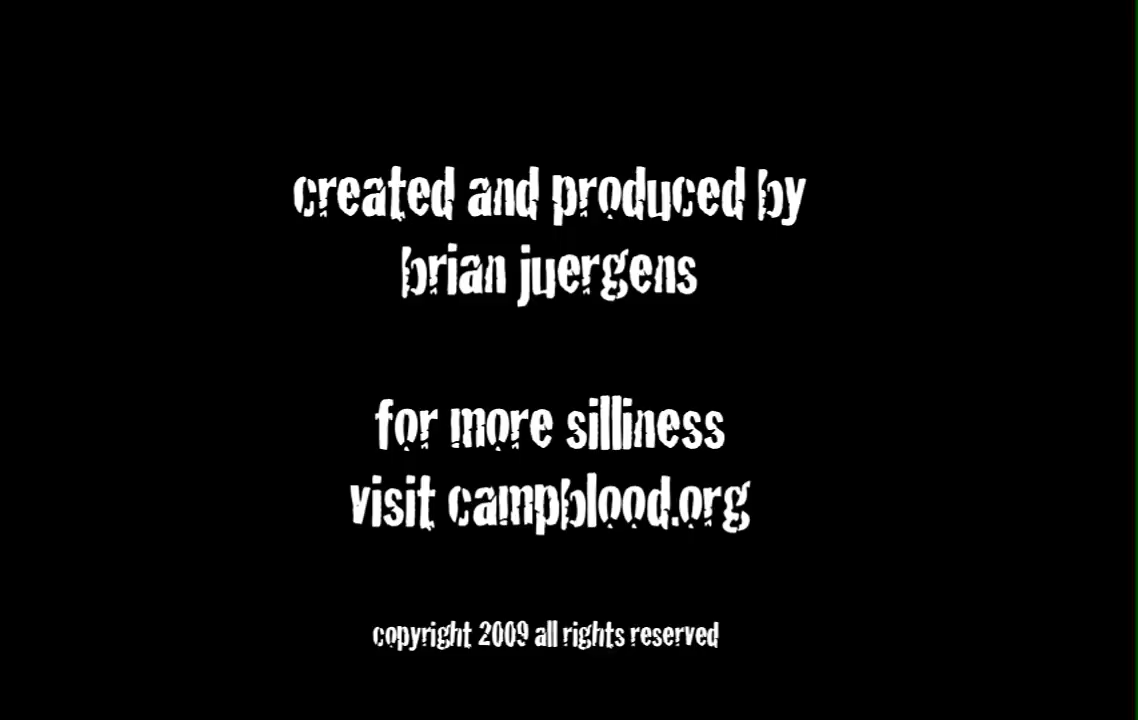 created and produced by
brian juergens
for more silliness
visit campblood.org
copyright 2009 all rights reserved